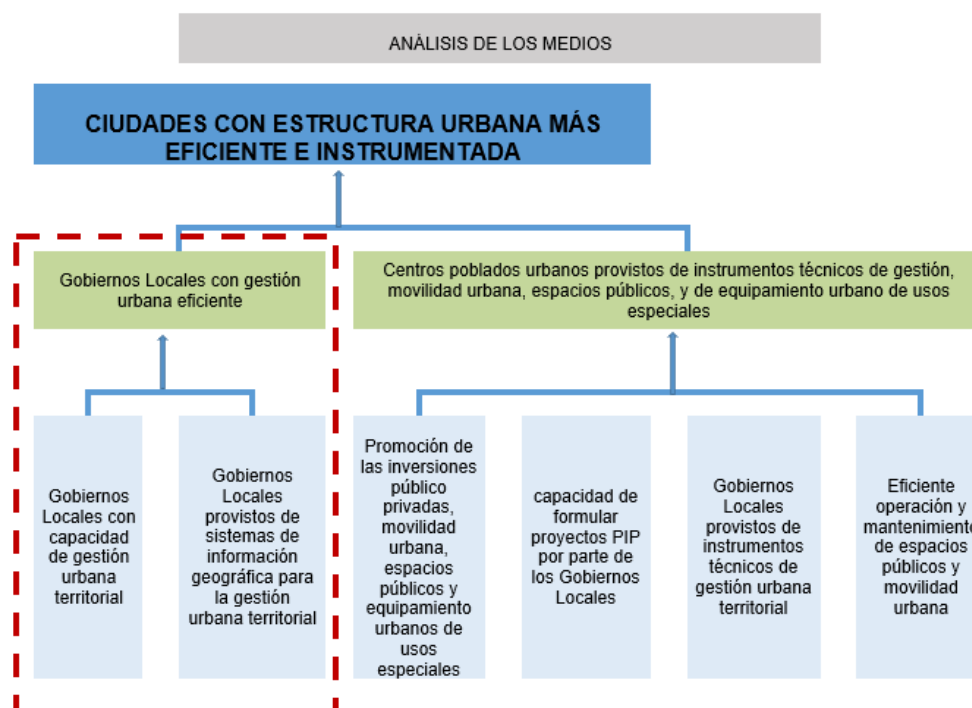 ANÁLISIS DE LOS MEDIOS
CIUDADES CON ESTRUCTURA URBANA MÁS
EFICIENTE E INSTRUMENTADA
Gobiernos Locales con gestión
urbana eficiente
Centros poblados urbanos provistos de instrumentos técnicos de gestión,
movilidad urbana, espacios públicos, y de equipamiento urbano de usos
especiales
Gobiernos
Locales con
capacidad
de gestión
urbana
territorial
Gobiernos
Locales
provistos de
sistemas de
información
geográfica para
la gestión
urbana territorial
Promoción de
las inversiones
público
privadas,
movilidad
urbana,
espacios
públicos y
equipamiento
urbanos de
usos
especiales
capacidad de
formular
proyectos PIP
por parte de
los Gobiernos
Locales
Gobiernos
Locales
provistos de
instrumentos
técnicos de
gestión urbana
territorial
Eficiente
operación y
mantenimiento
de espacios
públicos y
movilidad
urbana